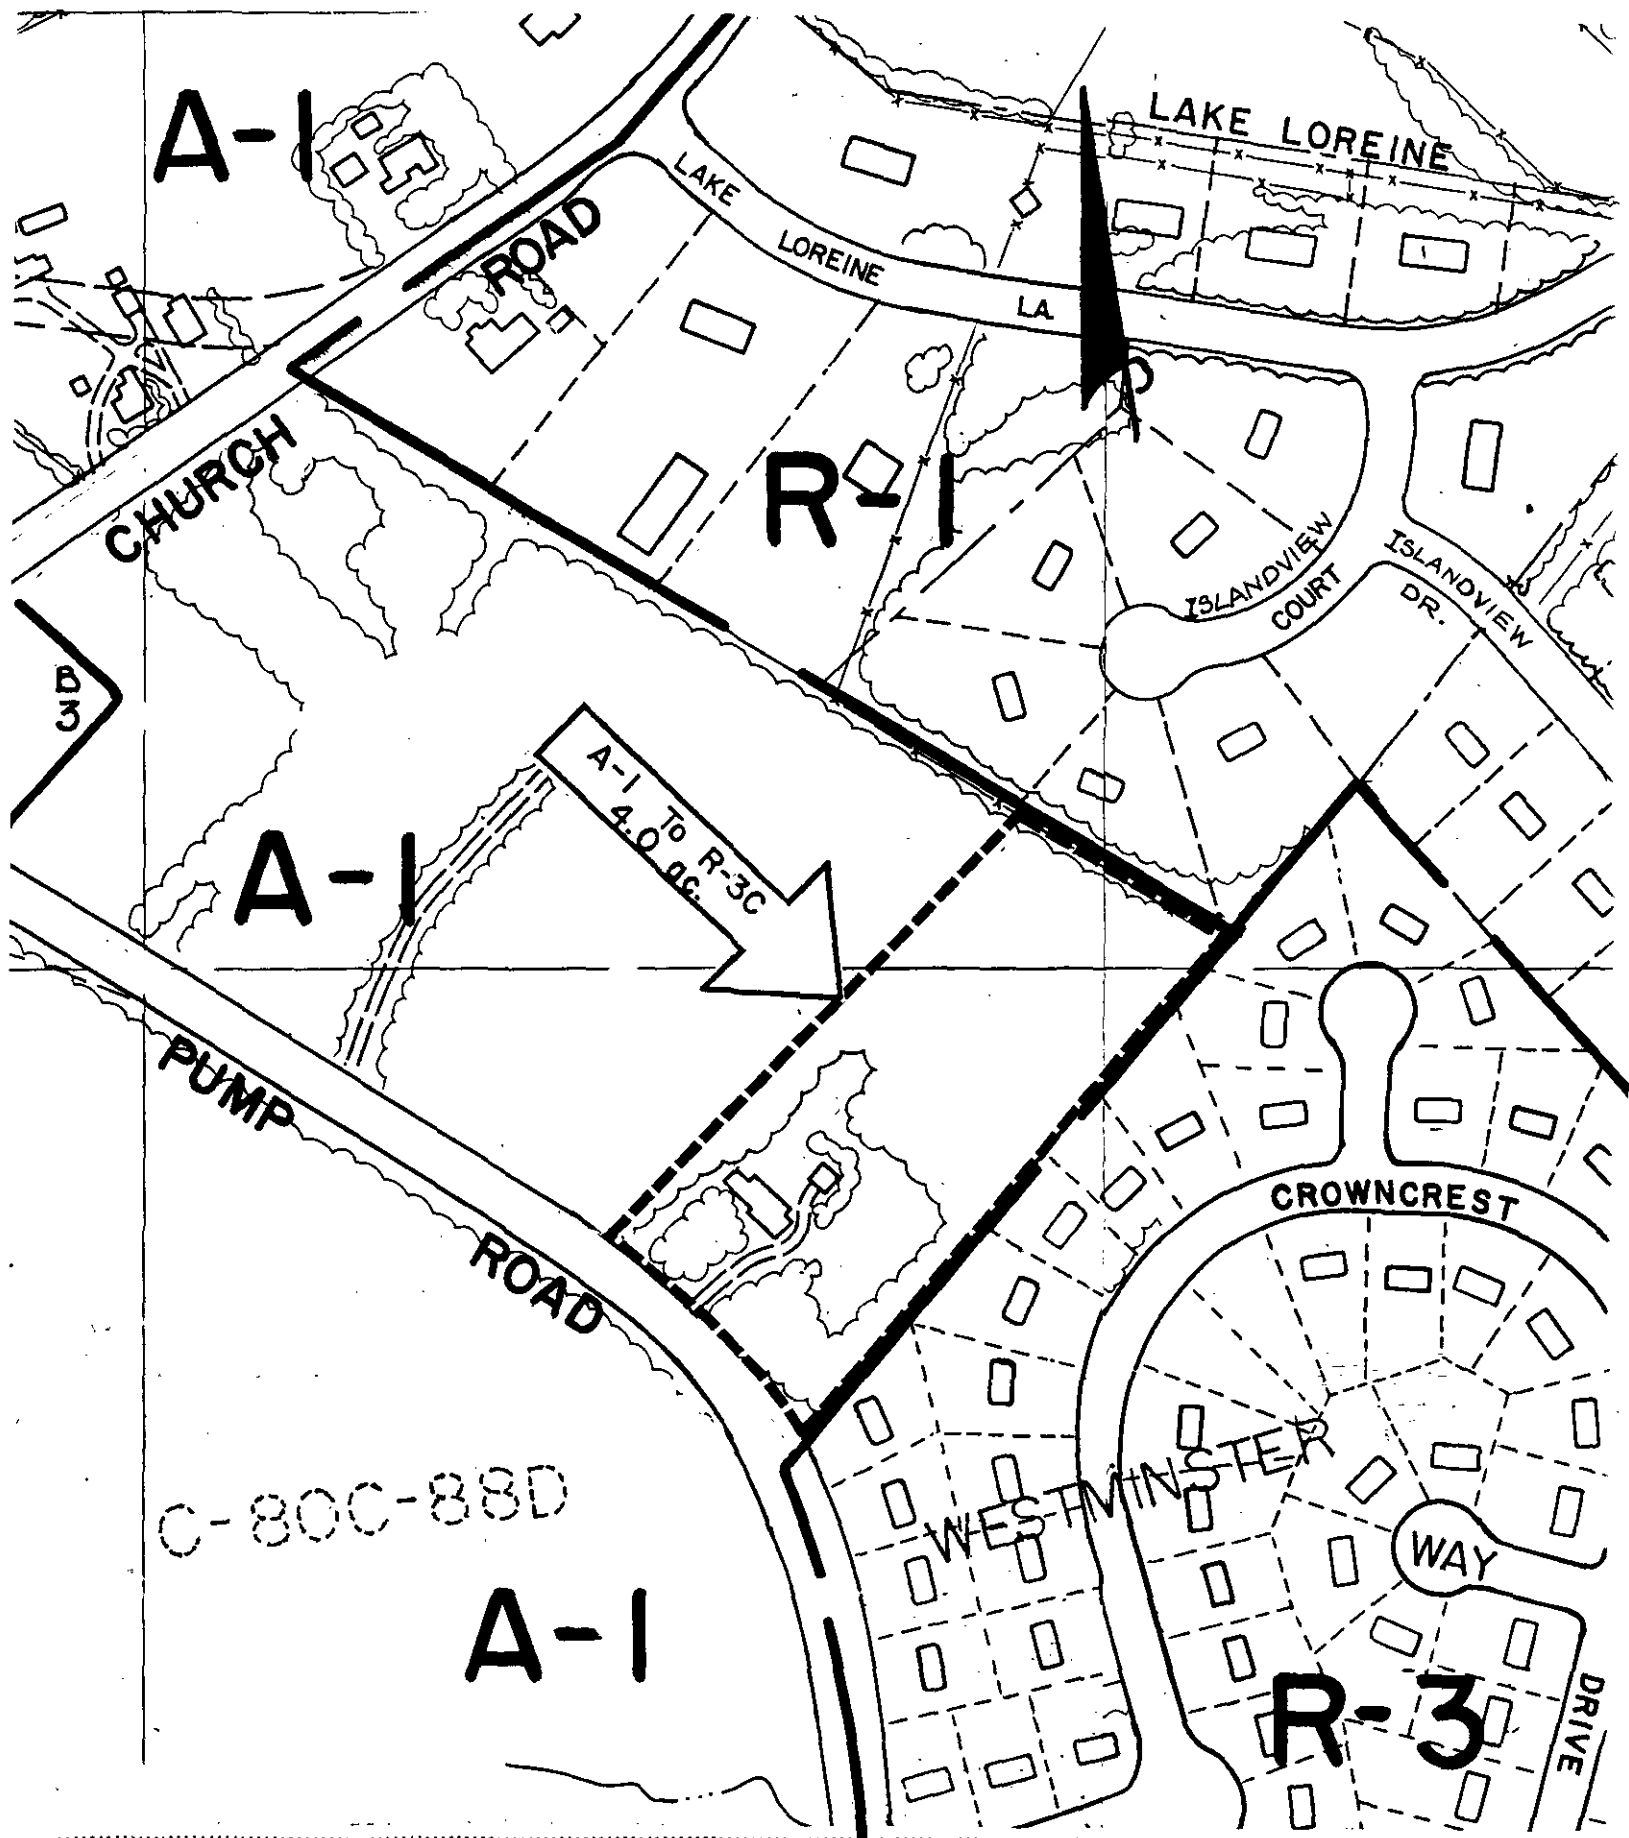 A-1
LAKE LOREINE
LAKE
LOREINE
LA.
ROAD
CHURCH
R-1
ISLANDVIEW
COURT
ISLANDVIEW
DR.
B
3
A-1 To R-3C
4.0 ac.
A-1
PUMP
ROAD
CROWNCREST
WESTMINSTER
WAY
C-80C-88D
A-1
R-3
DRIVE